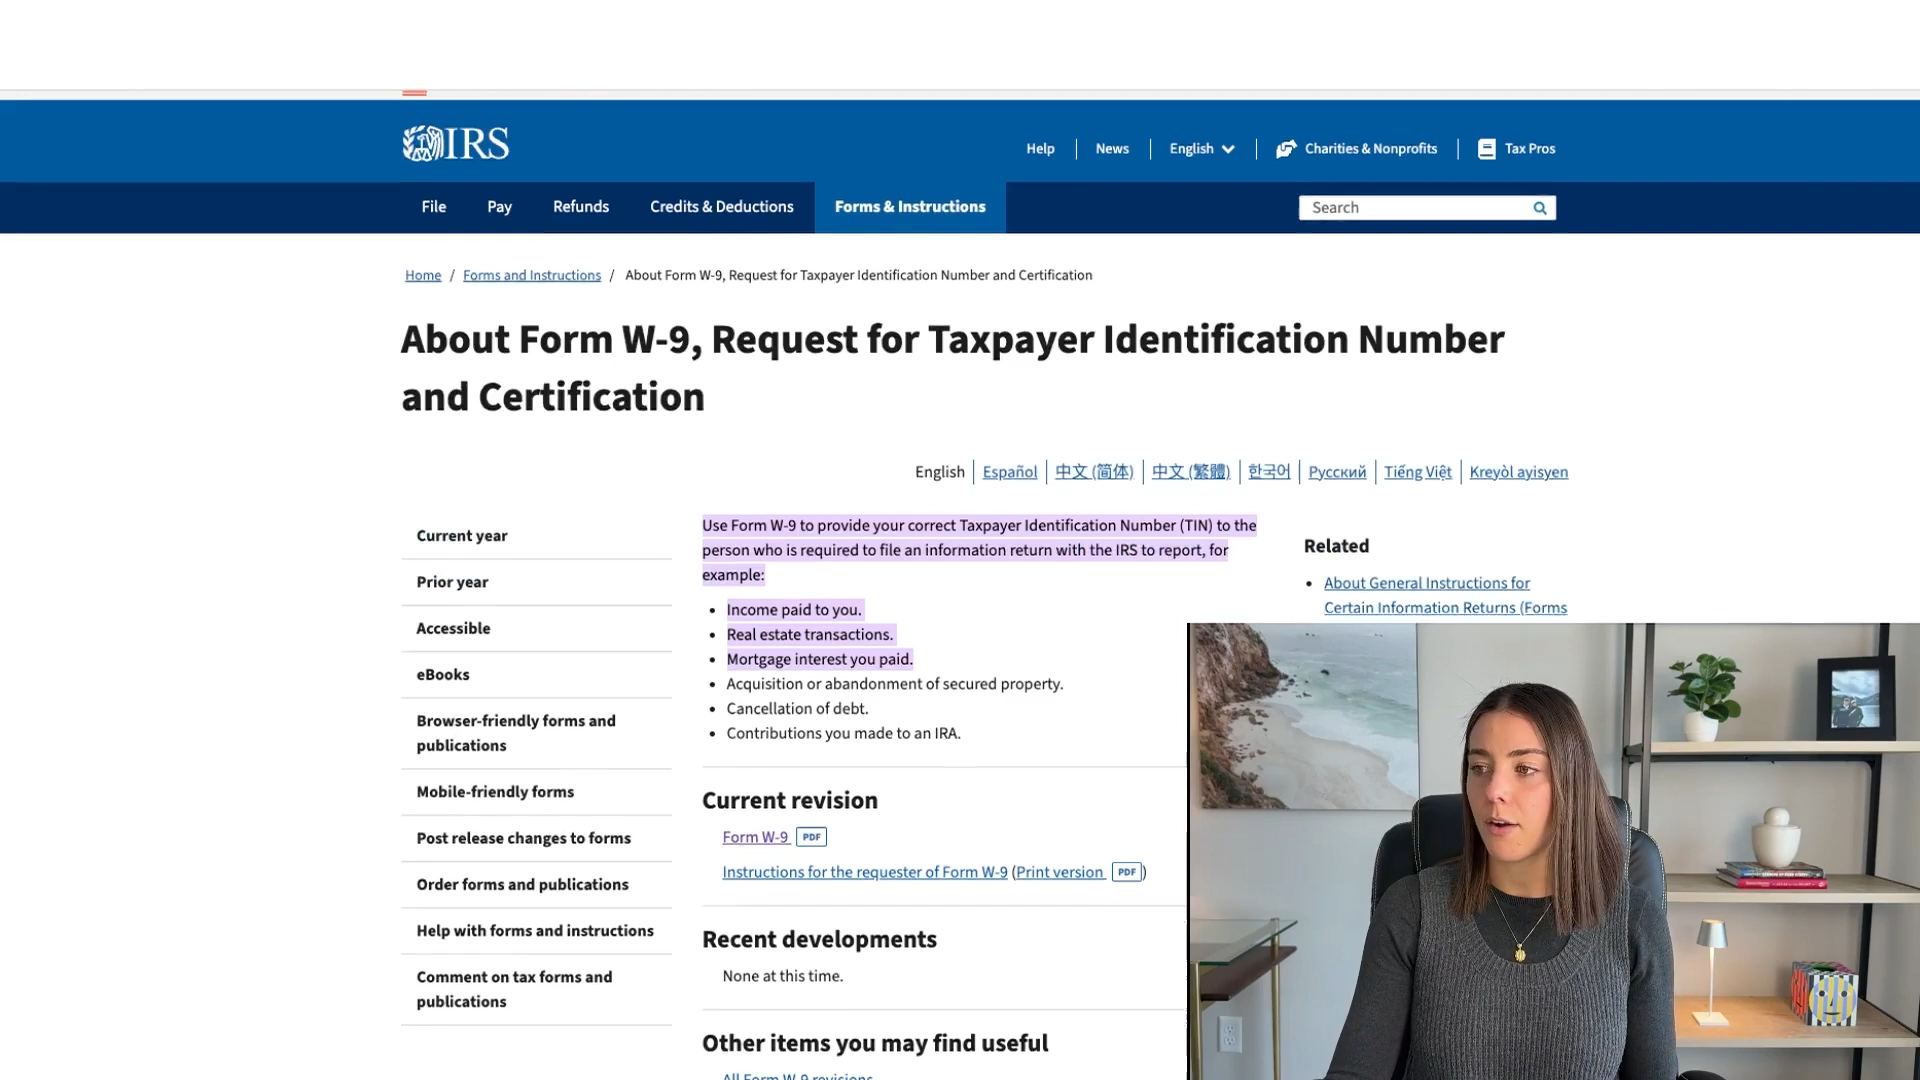 IRS
Help
News
English
Charities & Nonprofits
Tax Pros
File
Pay
Refunds
Credits & Deductions
Forms & Instructions
Search
Home / Forms and Instructions / About Form W-9, Request for Taxpayer Identification Number and Certification
About Form W-9, Request for Taxpayer Identification Number
and Certification
English
Español
中文 (简体)
中文 (繁體)
한국어
Русский
Tiếng Việt
Kreyòl ayisyen
Current year
Prior year
Accessible
eBooks
Browser-friendly forms and
publications
Mobile-friendly forms
Post release changes to forms
Order forms and publications
Help with forms and instructions
Comment on tax forms and
publications
Use Form W-9 to provide your correct Taxpayer Identification Number (TIN) to the
person who is required to file an information return with the IRS to report, for
example:
• Income paid to you.
• Real estate transactions.
• Mortgage interest you paid.
• Acquisition or abandonment of secured property.
• Cancellation of debt.
• Contributions you made to an IRA.
Current revision
Form W-9 PDF
Instructions for the requester of Form W-9 (Print version PDF)
Recent developments
None at this time.
Other items you may find useful
All Form W-9 revisions
Related
• About General Instructions for
Certain Information Returns (Forms